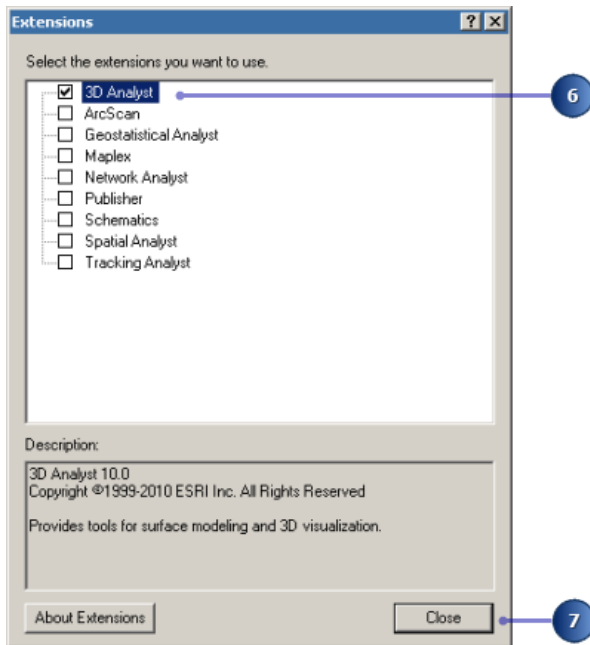 Extensions
Select the extensions you want to use.
3D Analyst
6
ArcScan
Geostatistical Analyst
Maplex
Network Analyst
Publisher
Schematics
Spatial Analyst
Tracking Analyst
Description:
3D Analyst 10.0
Copyright ©1999-2010 ESRI Inc. All Rights Reserved
Provides tools for surface modeling and 3D visualization.
About Extensions
Close
7